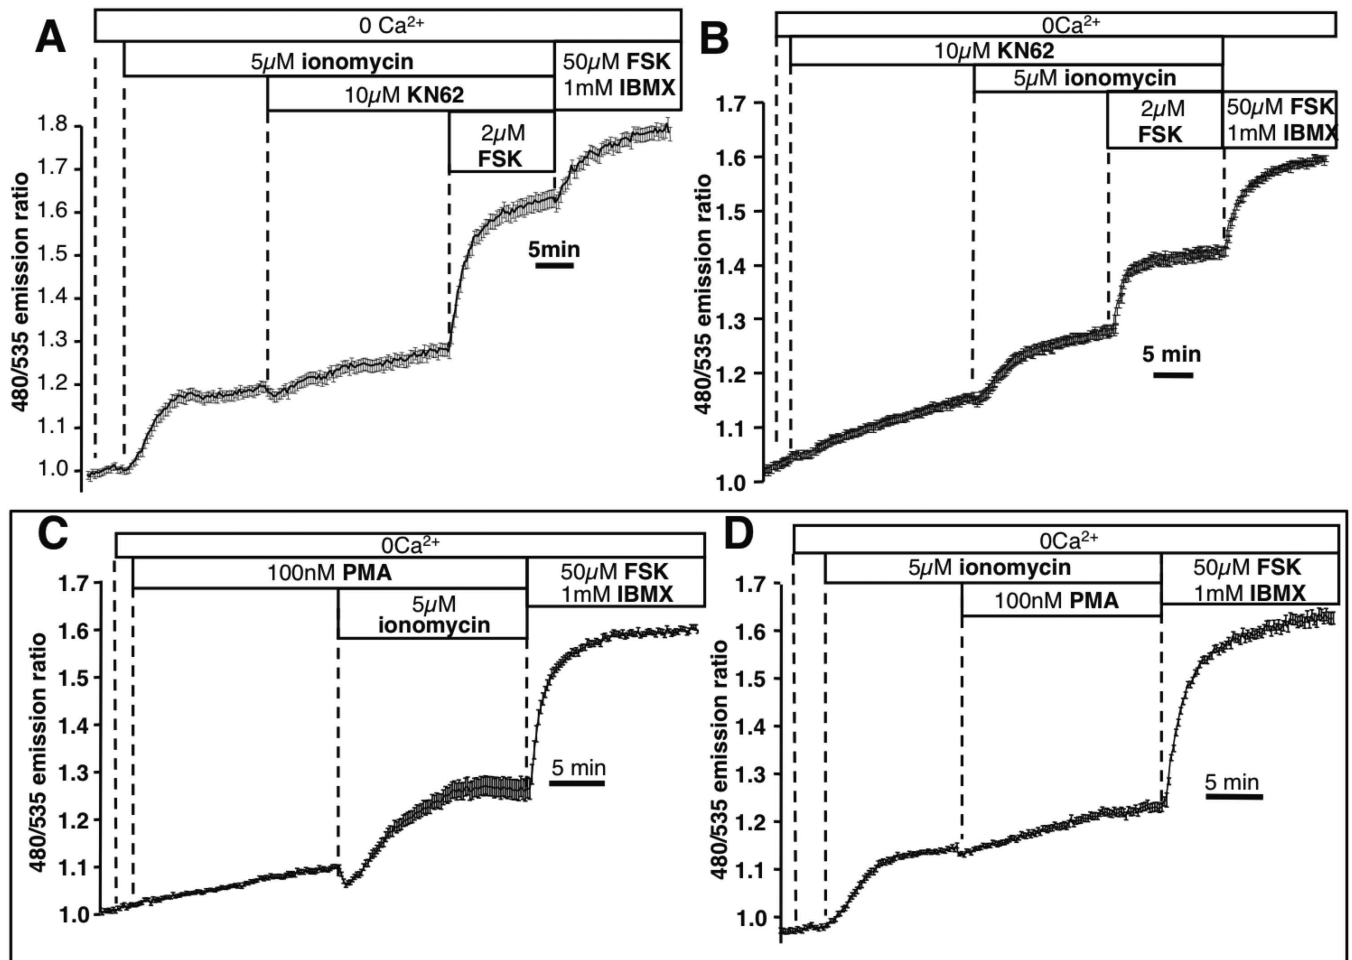 A
0 Ca²⁺
5µM ionomycin
10µM KN62
2µM
FSK
50µM FSK
1mM IBMX
1.8
1.7
1.6
1.5
1.4
1.3
1.2
1.1
1.0
480/535 emission ratio
5min
B
0Ca²⁺
10µM KN62
5µM ionomycin
2µM
FSK
50µM FSK
1mM IBMX
1.7
1.6
1.5
1.4
1.3
1.2
1.1
1.0
480/535 emission ratio
5 min
C
0Ca²⁺
100nM PMA
5µM
ionomycin
50µM FSK
1mM IBMX
1.7
1.6
1.5
1.4
1.3
1.2
1.1
1.0
480/535 emission ratio
5 min
D
0Ca²⁺
5µM ionomycin
100nM PMA
50µM FSK
1mM IBMX
1.7
1.6
1.5
1.4
1.3
1.2
1.1
1.0
480/535 emission ratio
5 min